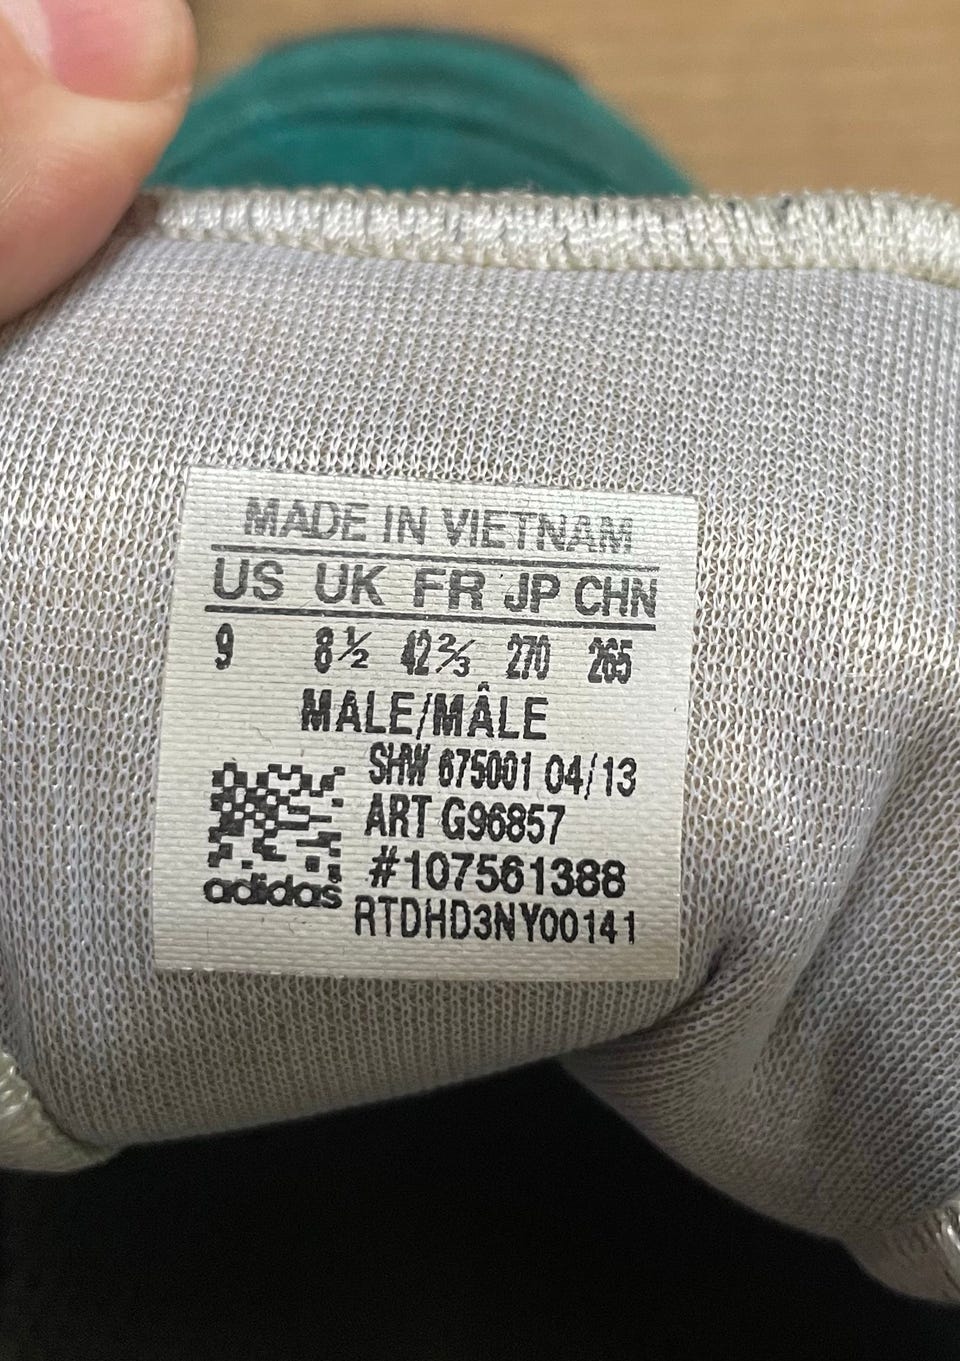 MADE IN VIETNAM
US UK FR JP CHN
9 8½ 42⅔ 270 265
MALE/MÂLE
SHW 675001 04/13
ART G96857
#107561388
adidas
RTDHD3NY00141